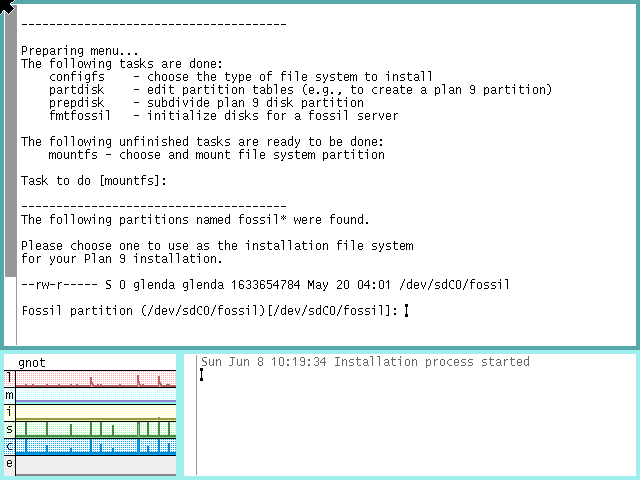 --------------------------------------
Preparing menu...
The following tasks are done:
configfs - choose the type of file system to install
partdisk - edit partition tables (e.g., to create a plan 9 partition)
prepdisk - subdivide plan 9 disk partition
fmtfossil - initialize disks for a fossil server
The following unfinished tasks are ready to be done:
mountfs - choose and mount file system partition
Task to do [mountfs]:
--------------------------------------
The following partitions named fossil* were found.
Please choose one to use as the installation file system
for your Plan 9 installation.
--rw-r----- S 0 glenda glenda 1633654784 May 20 04:01 /dev/sdC0/fossil
Fossil partition (/dev/sdC0/fossil)[/dev/sdC0/fossil]:
gnot
l
m
i
s
c
e
Sun Jun 8 10:19:34 Installation process started